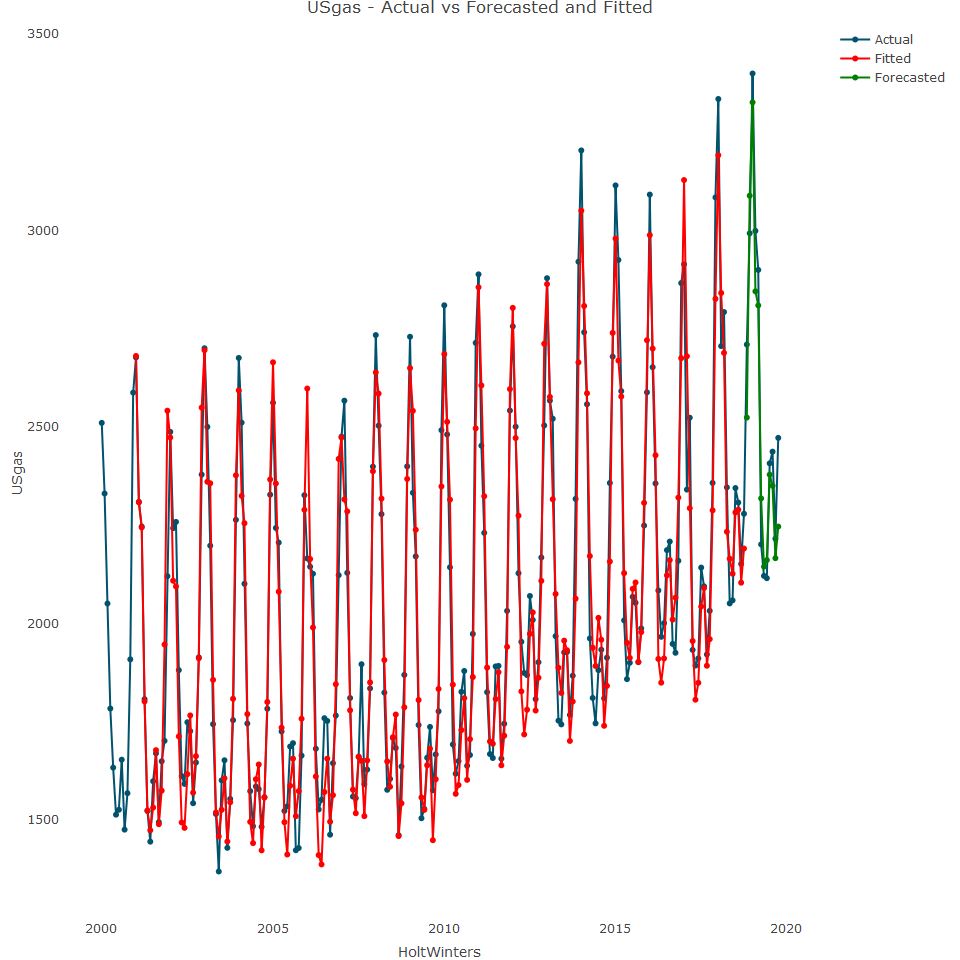 USgas - Actual vs Forecasted and Fitted
Actual
Fitted
Forecasted
3500
3000
2500
2000
1500
USgas
2000
2005
2010
2015
2020
HoltWinters